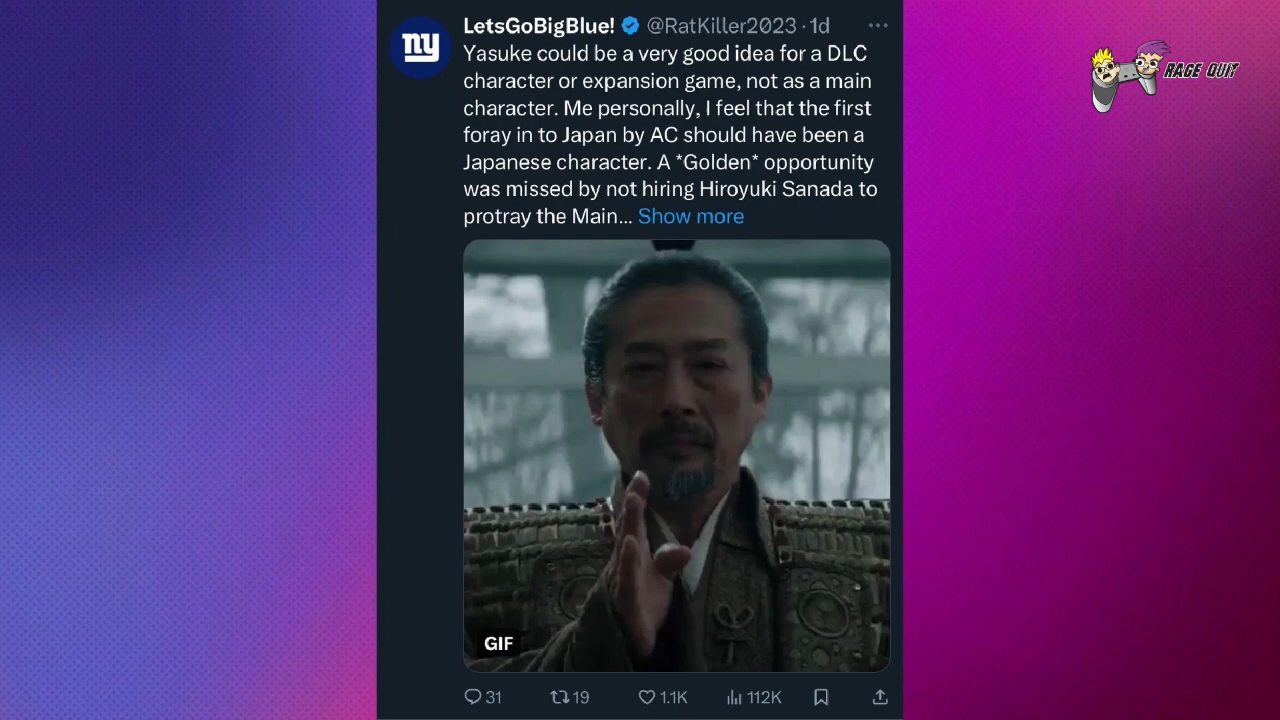 LetsGoBigBlue! @RatKiller2023 · 1d
Yasuke could be a very good idea for a DLC
character or expansion game, not as a main
character. Me personally, I feel that the first
foray in to Japan by AC should have been a
Japanese character. A *Golden* opportunity
was missed by not hiring Hiroyuki Sanada to
protray the Main... Show more
GIF
31 19 1.1K 112K
ny
RAGE QUIT